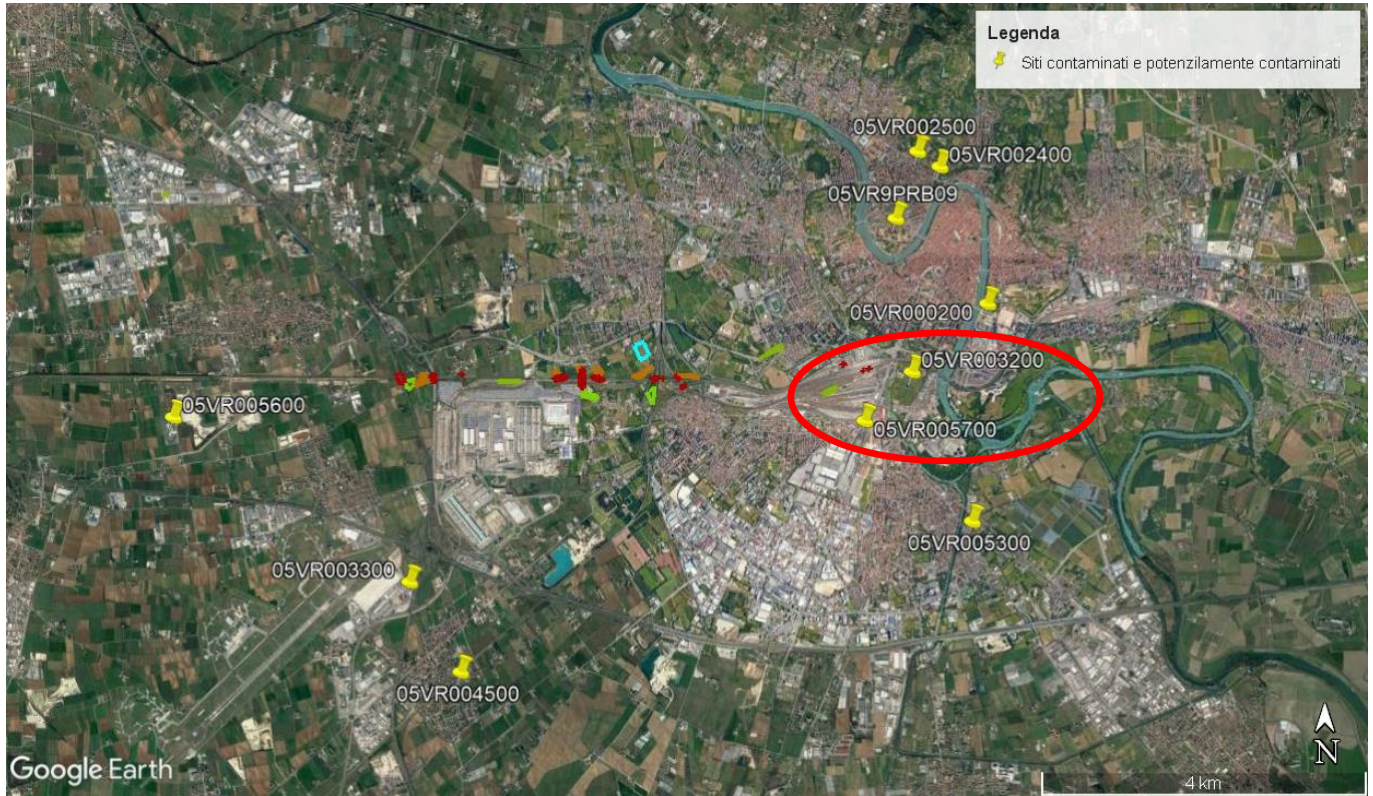 Legenda
Siti contaminati e potenzilamente contaminati
05VR002500
05VR002400
05VR9PRB09
05VR000200
05VR003200
05VR005600
05VR005700
05VR005300
05VR003300
05VR004500
N
Google Earth
4 km